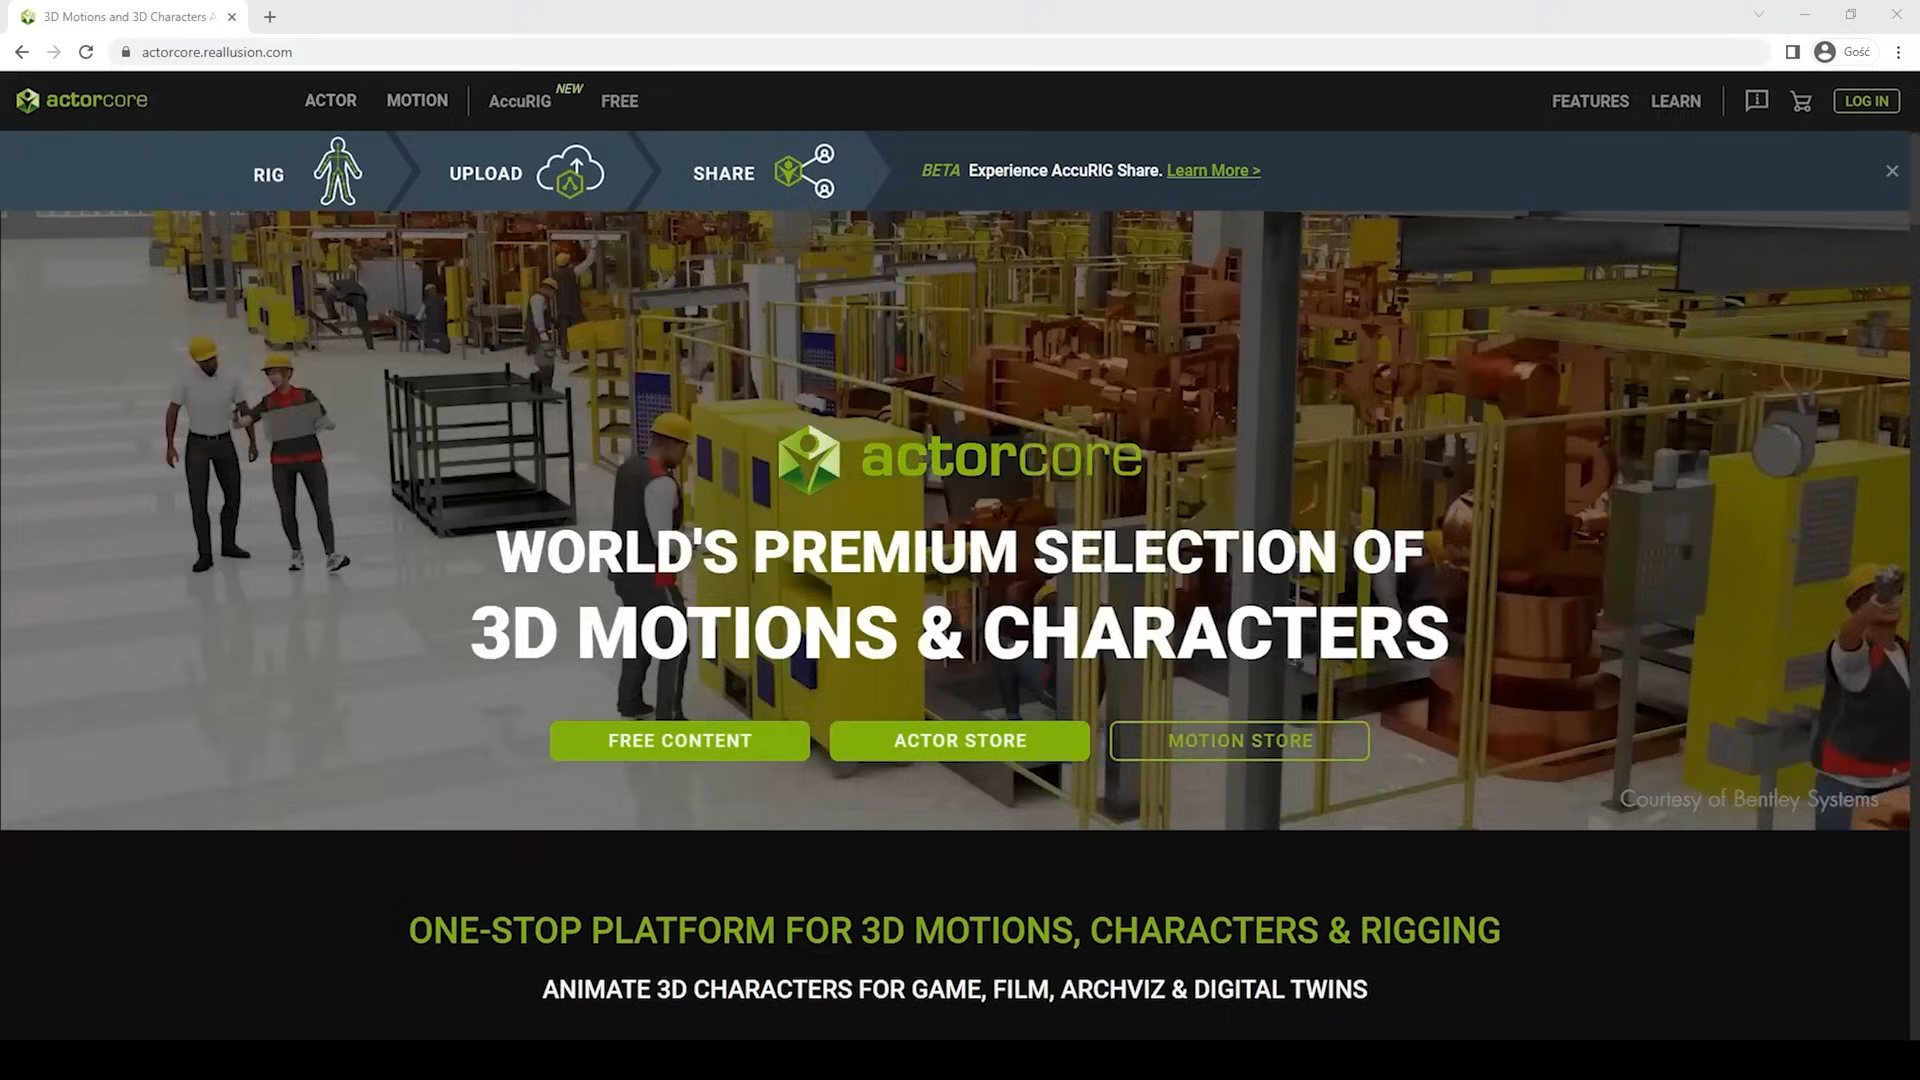 3D Motions and 3D Characters A
actorcore.reallusion.com
Gość
actorcore
ACTOR
MOTION
AccuRIG
NEW
FREE
FEATURES
LEARN
LOG IN
RIG
UPLOAD
SHARE
BETA Experience AccuRIG Share. Learn More >
actorcore
WORLD'S PREMIUM SELECTION OF
3D MOTIONS & CHARACTERS
FREE CONTENT
ACTOR STORE
MOTION STORE
Courtesy of Bentley Systems
ONE-STOP PLATFORM FOR 3D MOTIONS, CHARACTERS & RIGGING
ANIMATE 3D CHARACTERS FOR GAME, FILM, ARCHVIZ & DIGITAL TWINS